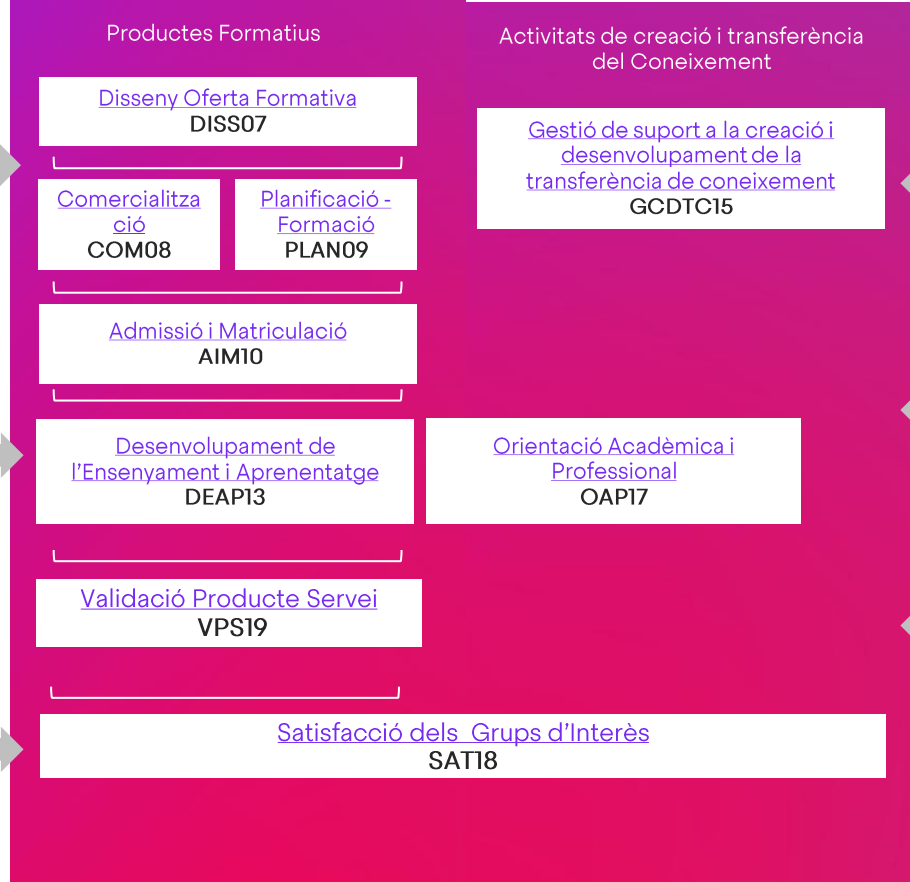 Productes Formatius
Disseny Oferta Formativa
DISS07
Comercialitza
ció
COM08
Planificació -
Formació
PLAN09
Admissió i Matriculació
AIM10
Desenvolupament de
l'Ensenyament i Aprenentatge
DEAP13
Orientació Acadèmica i
Professional
OAP17
Validació Producte Servei
VPS19
Activitats de creació i transferència
del Coneixement
Gestió de suport a la creació i
desenvolupament de la
transferència de coneixement
GCDTC15
Satisfacció dels  Grups d'Interès
SAT18